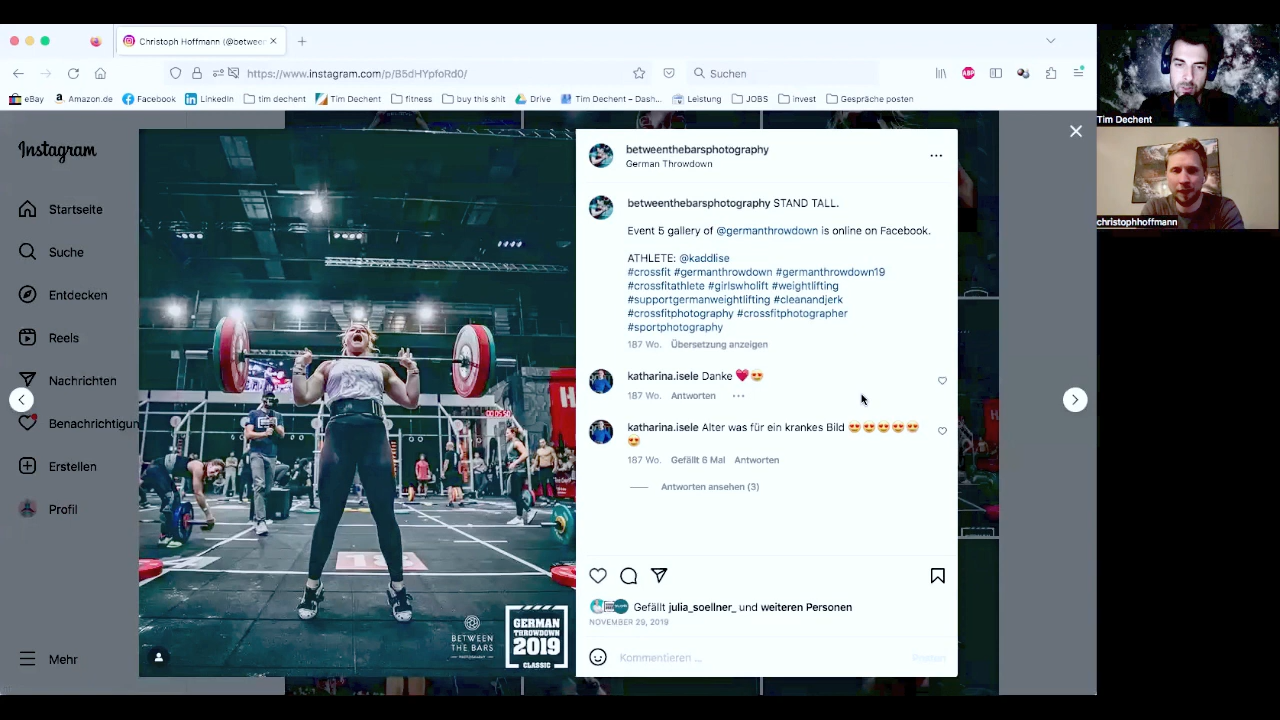 Christoph Hoffmann (@betwee
https://www.instagram.com/p/B5dHYpfoRd0/
Suchen
eBay
Amazon.de
Facebook
LinkedIn
tim dechent
Tim Dechent
fitness
buy this shit
Drive
Tim Dechent – Dash...
Leistung
JOBS
invest
Gespräche posten
Tim Dechent
christophhoffmann
Instagram
Startseite
Suche
Entdecken
Reels
Nachrichten
Benachrichtigun
Erstellen
Profil
Mehr
betweenthebarsphotography
German Throwdown
betweenthebarsphotography STAND TALL.
Event 5 gallery of @germanthrowdown is online on Facebook.
ATHLETE: @kaddlise
#crossfit #germanthrowdown #germanthrowdown19
#crossfitathlete #girlswholift #weightlifting
#supportgermanweightlifting #cleanandjerk
#crossfitphotography #crossfitphotographer
#sportphotography
187 Wo. Übersetzung anzeigen
katharina.isele Danke 💗😍
187 Wo. Antworten
katharina.isele Alter was für ein krankes Bild 😍😍😍😍😍
😍
187 Wo. Gefällt 6 Mal Antworten
Antworten ansehen (3)
Gefällt julia_soellner_ und weiteren Personen
NOVEMBER 29, 2019
Kommentieren ...
Posten
BETWEEN
THE BARS
GERMAN
THROWDOWN
2019
CLASSIC